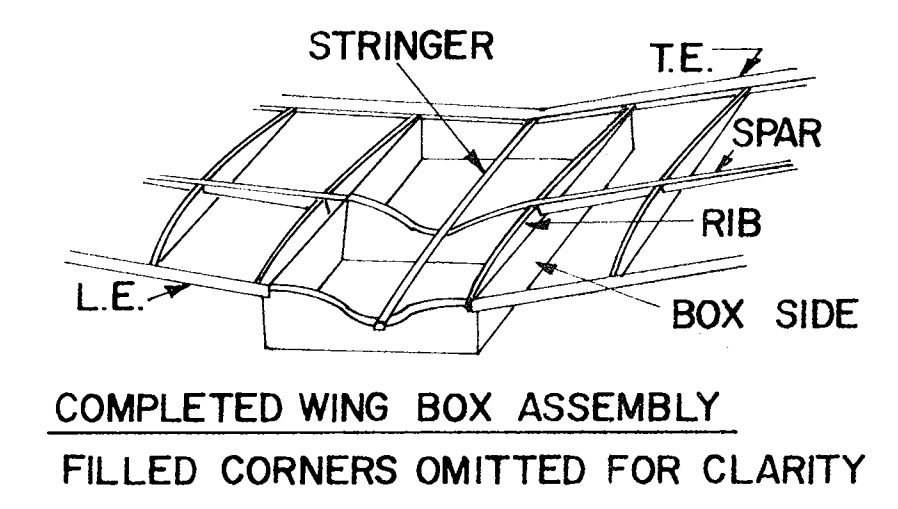 STRINGER
T.E.
SPAR
RIB
L.E.
BOX SIDE
COMPLETED WING BOX ASSEMBLY
FILLED CORNERS OMITTED FOR CLARITY